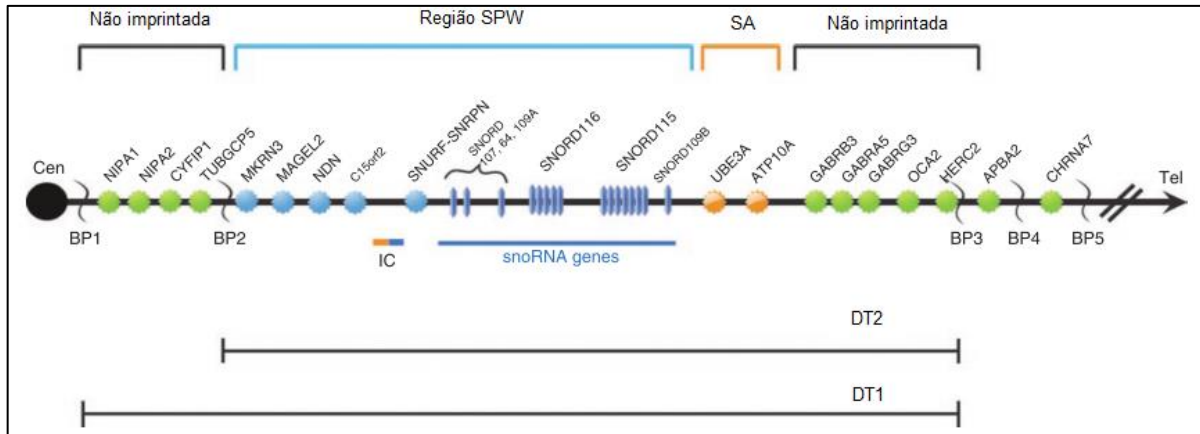 Não imprintada
Região SPW
SA
Não imprintada
Cen
NIPA1
NIPA2
CYFIP1
TUBGCP5
MKRN3
MAGEL2
NDN
C15orf2
SNURF-SNRPN
SNORD
107, 64, 109A
SNORD116
SNORD115
SNORD109B
UBE3A
ATP10A
GABRB3
GABRA5
GABRG3
OCA2
HERC2
APBA2
CHRNA7
Tel
BP1
BP2
IC
snoRNA genes
BP3
BP4
BP5
DT2
DT1